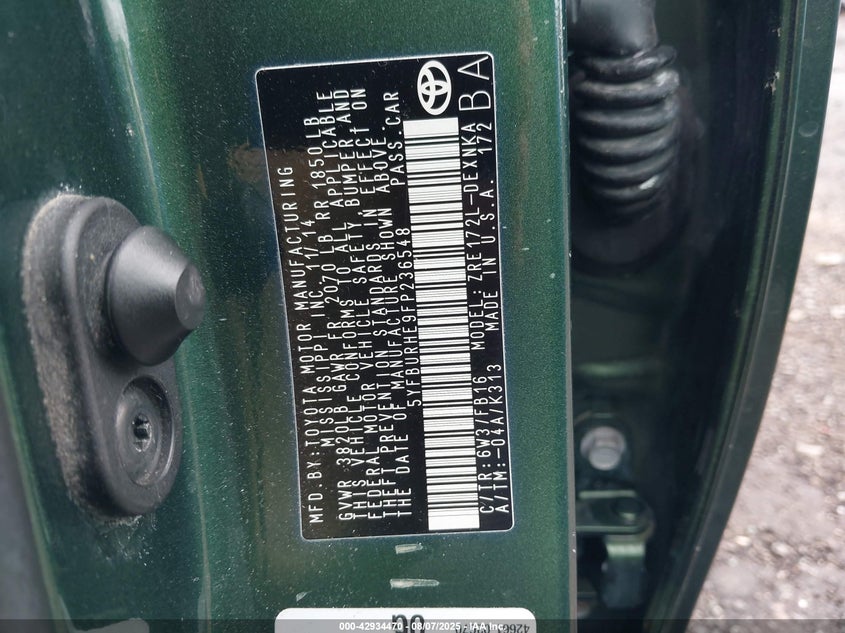 MFD.BY:TOYOTA MOTOR MANUFACTURING
MISSISSIPPI INC. 11/14
GVWR 3820LB GAWR FR 2070LB RR 1850LB
THIS VEHICLE CONFORMS TO ALL APPLICABLE
FEDERAL MOTOR VEHICLE SAFETY, BUMPER AND
THEFT PREVENTION STANDARDS IN EFFECT ON
THE DATE OF MANUFACTURE SHOWN ABOVE.
5YFBURHE9FP236548 PASS.CAR
C/TR:6W3/FB16 MODEL:ZRE172L-DEXNKA
A/TM:-04A/K313 MADE IN U.S.A. 172
BA
000-42934470 - 08/07/2025 - IAA Inc.